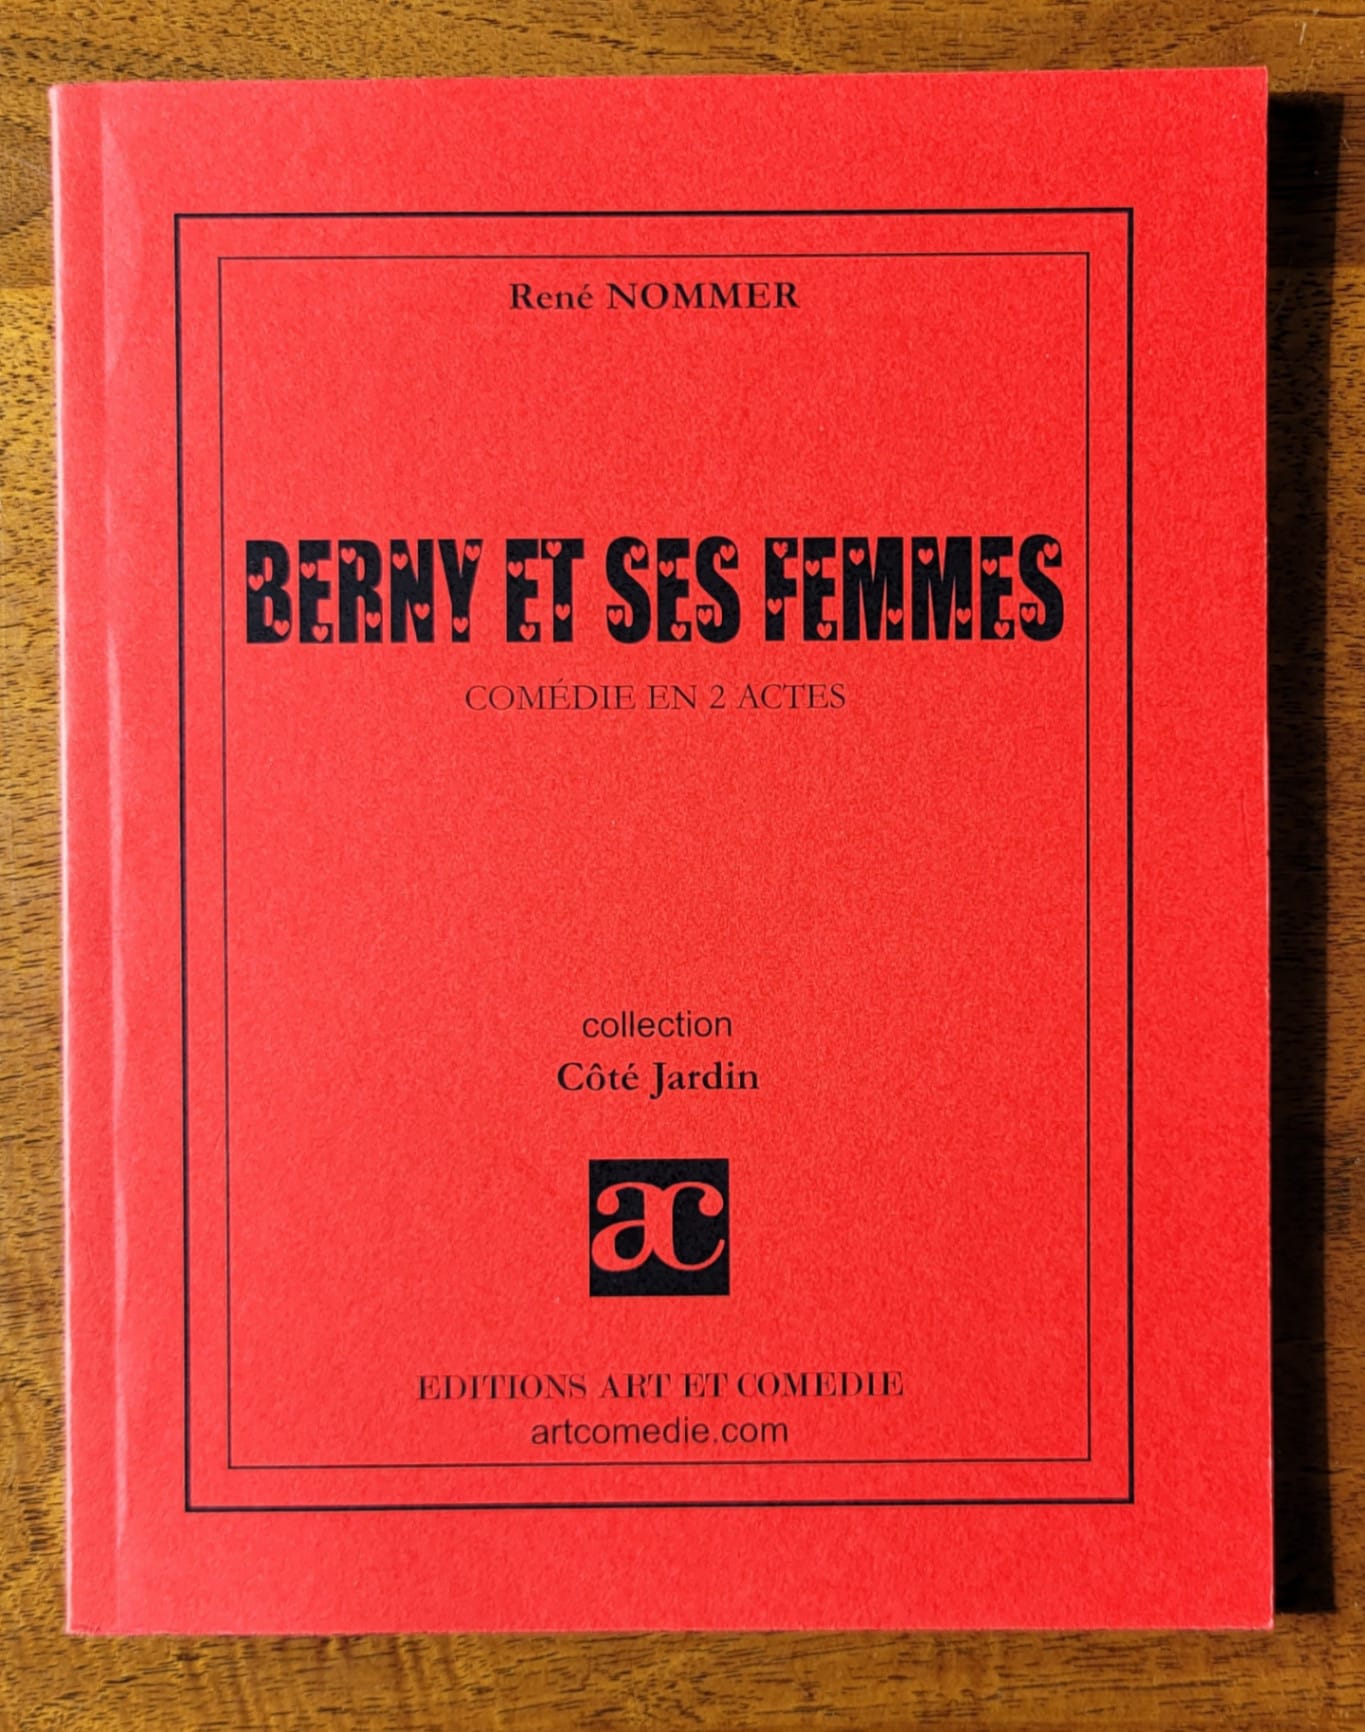 René NOMMER
BERNY ET SES FEMMES
COMÉDIE EN 2 ACTES
collection
Côté Jardin
ac
EDITIONS ART ET COMEDIE
artcomedie.com